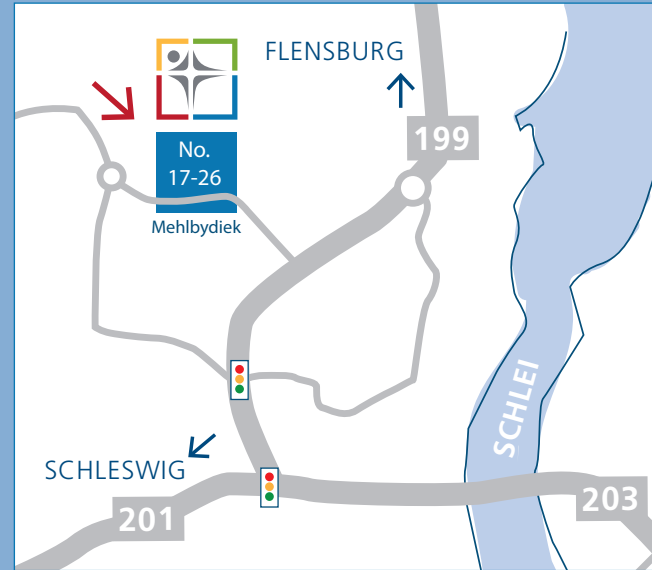 FLENSBURG
199
No.
17-26
Mehlbydiek
SCHLEI
SCHLESWIG
201
203